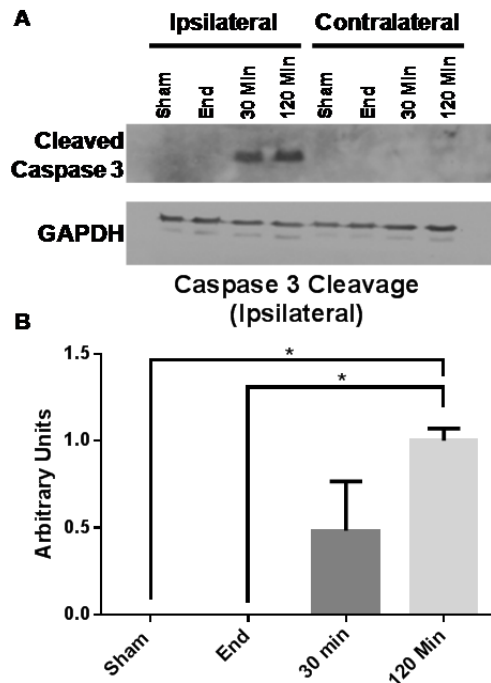 A
Ipsilateral Contralateral
Sham End 30 Min 120 Min Sham End 30 Min 120 Min
Cleaved
Caspase 3
GAPDH
Caspase 3 Cleavage
(Ipsilateral)
B
1.5
*
*
1.0
Arbitrary Units
0.5
0.0
Sham End 30 min 120 Min